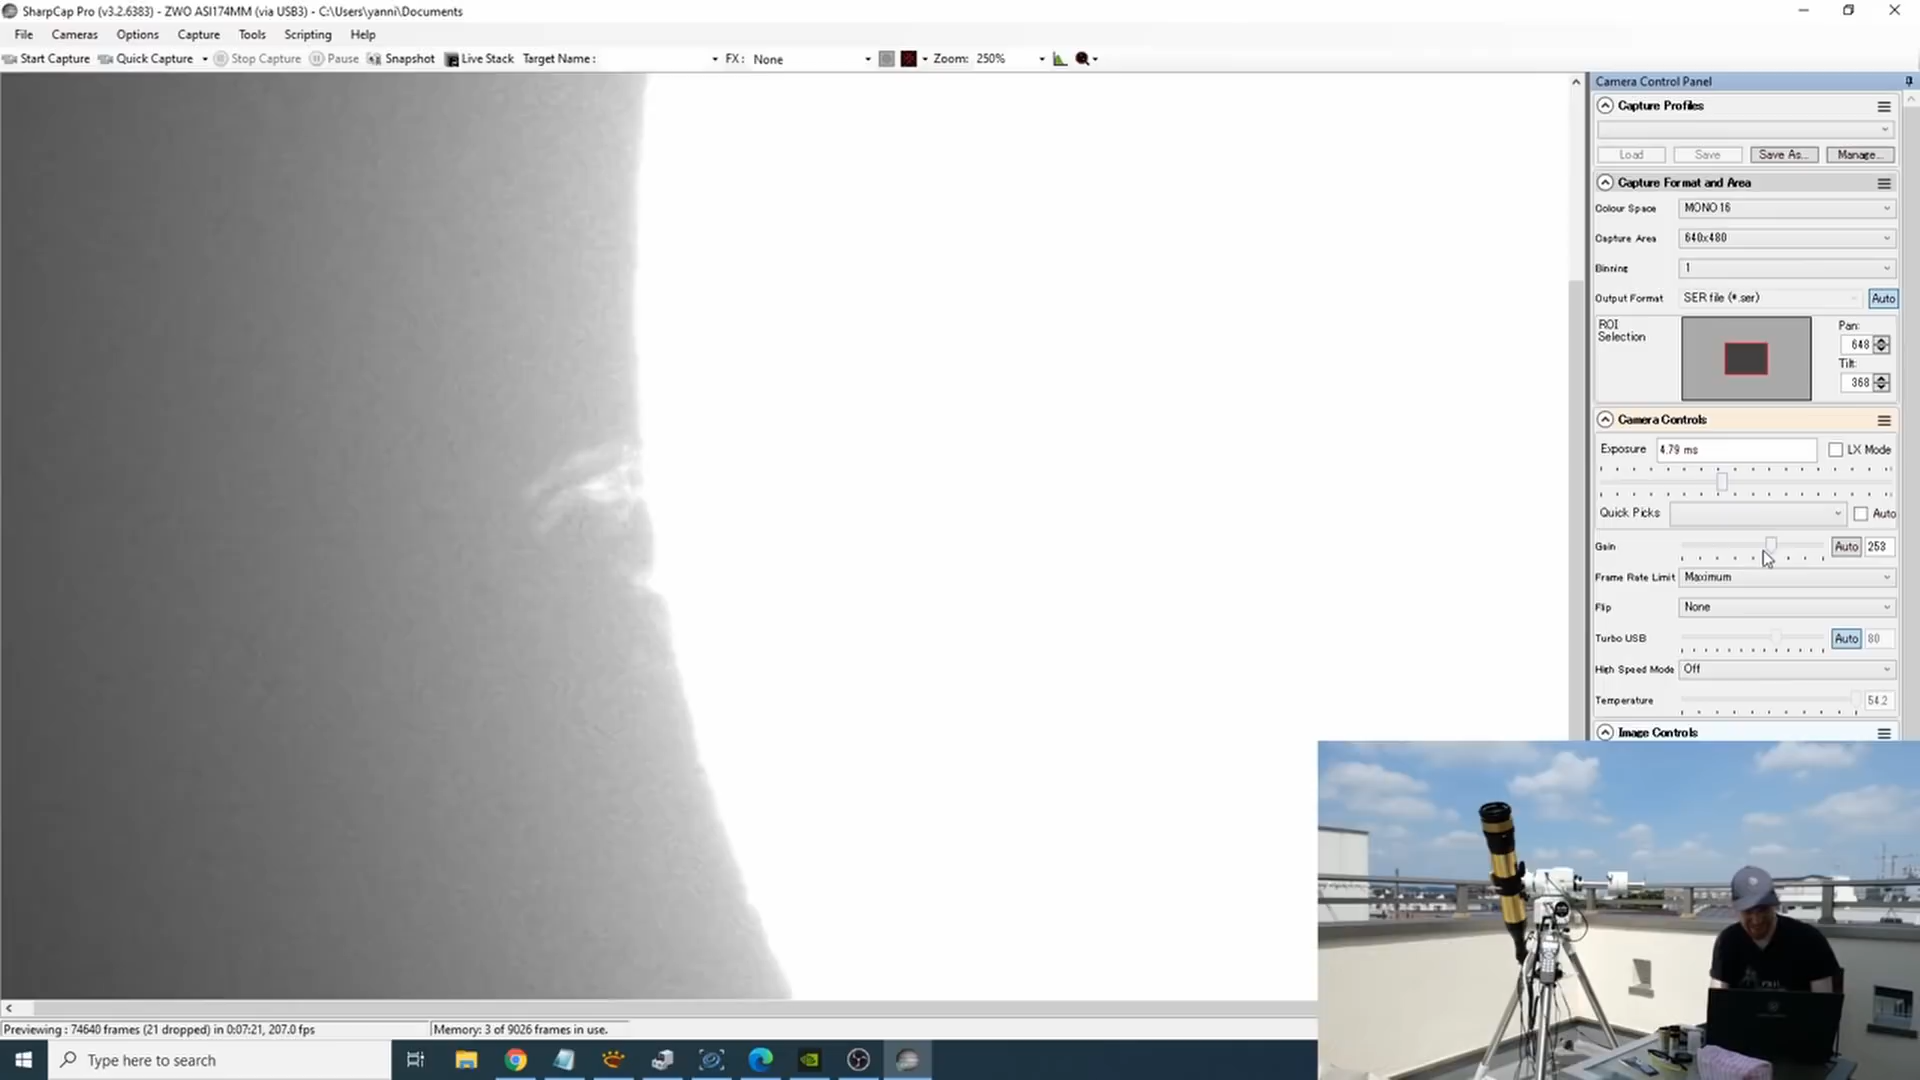 SharpCap Pro (v3.2.6383) - ZWO ASI174MM (via USB3) - C:\Users\yanni\Documents
File Cameras Options Capture Tools Scripting Help
Start Capture Quick Capture Stop Capture Pause Snapshot Live Stack Target Name : FX : None Zoom: 250%
Camera Control Panel
Capture Profiles
Load Save Save As... Manage...
Capture Format and Area
Colour Space MONO16
Capture Area 640x480
Binning 1
Output Format SER file (*.ser) Auto
ROI Selection
Pan:
648
Tilt:
368
Camera Controls
Exposure 4.79 ms LX Mode
Quick Picks Auto
Gain Auto 253
Frame Rate Limit Maximum
Flip None
Turbo USB Auto 80
High Speed Mode Off
Temperature 54.2
Image Controls
Previewing : 74640 frames (21 dropped) in 0:07:21, 207.0 fps Memory: 3 of 9026 frames in use.
Type here to search